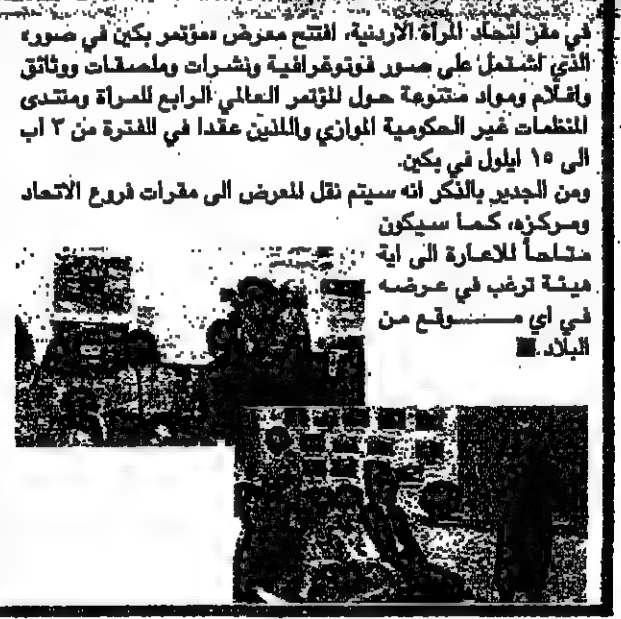 في مقر اتحاد المرأة الاردنية، افتتح معرض «مؤتمر بكين في صور»
الذي اشتمل على صور فوتوغرافية ونشرات وملصقات ووثائق
وافلام ومواد متنوعة حول المؤتمر العالمي الرابع للمرأة ومنتدى
المنظمات غير الحكومية الموازي واللذين عقدا في الفترة من ٣ اب
الى ١٥ ايلول في بكين.
ومن الجدير بالذكر انه سيتم نقل المعرض الى مقرات فروع الاتحاد
ومركزه، كما سيكون
متاحاً للاعارة الى اية
هيئة ترغب في عرضه
في اي موقع من
البلاد.